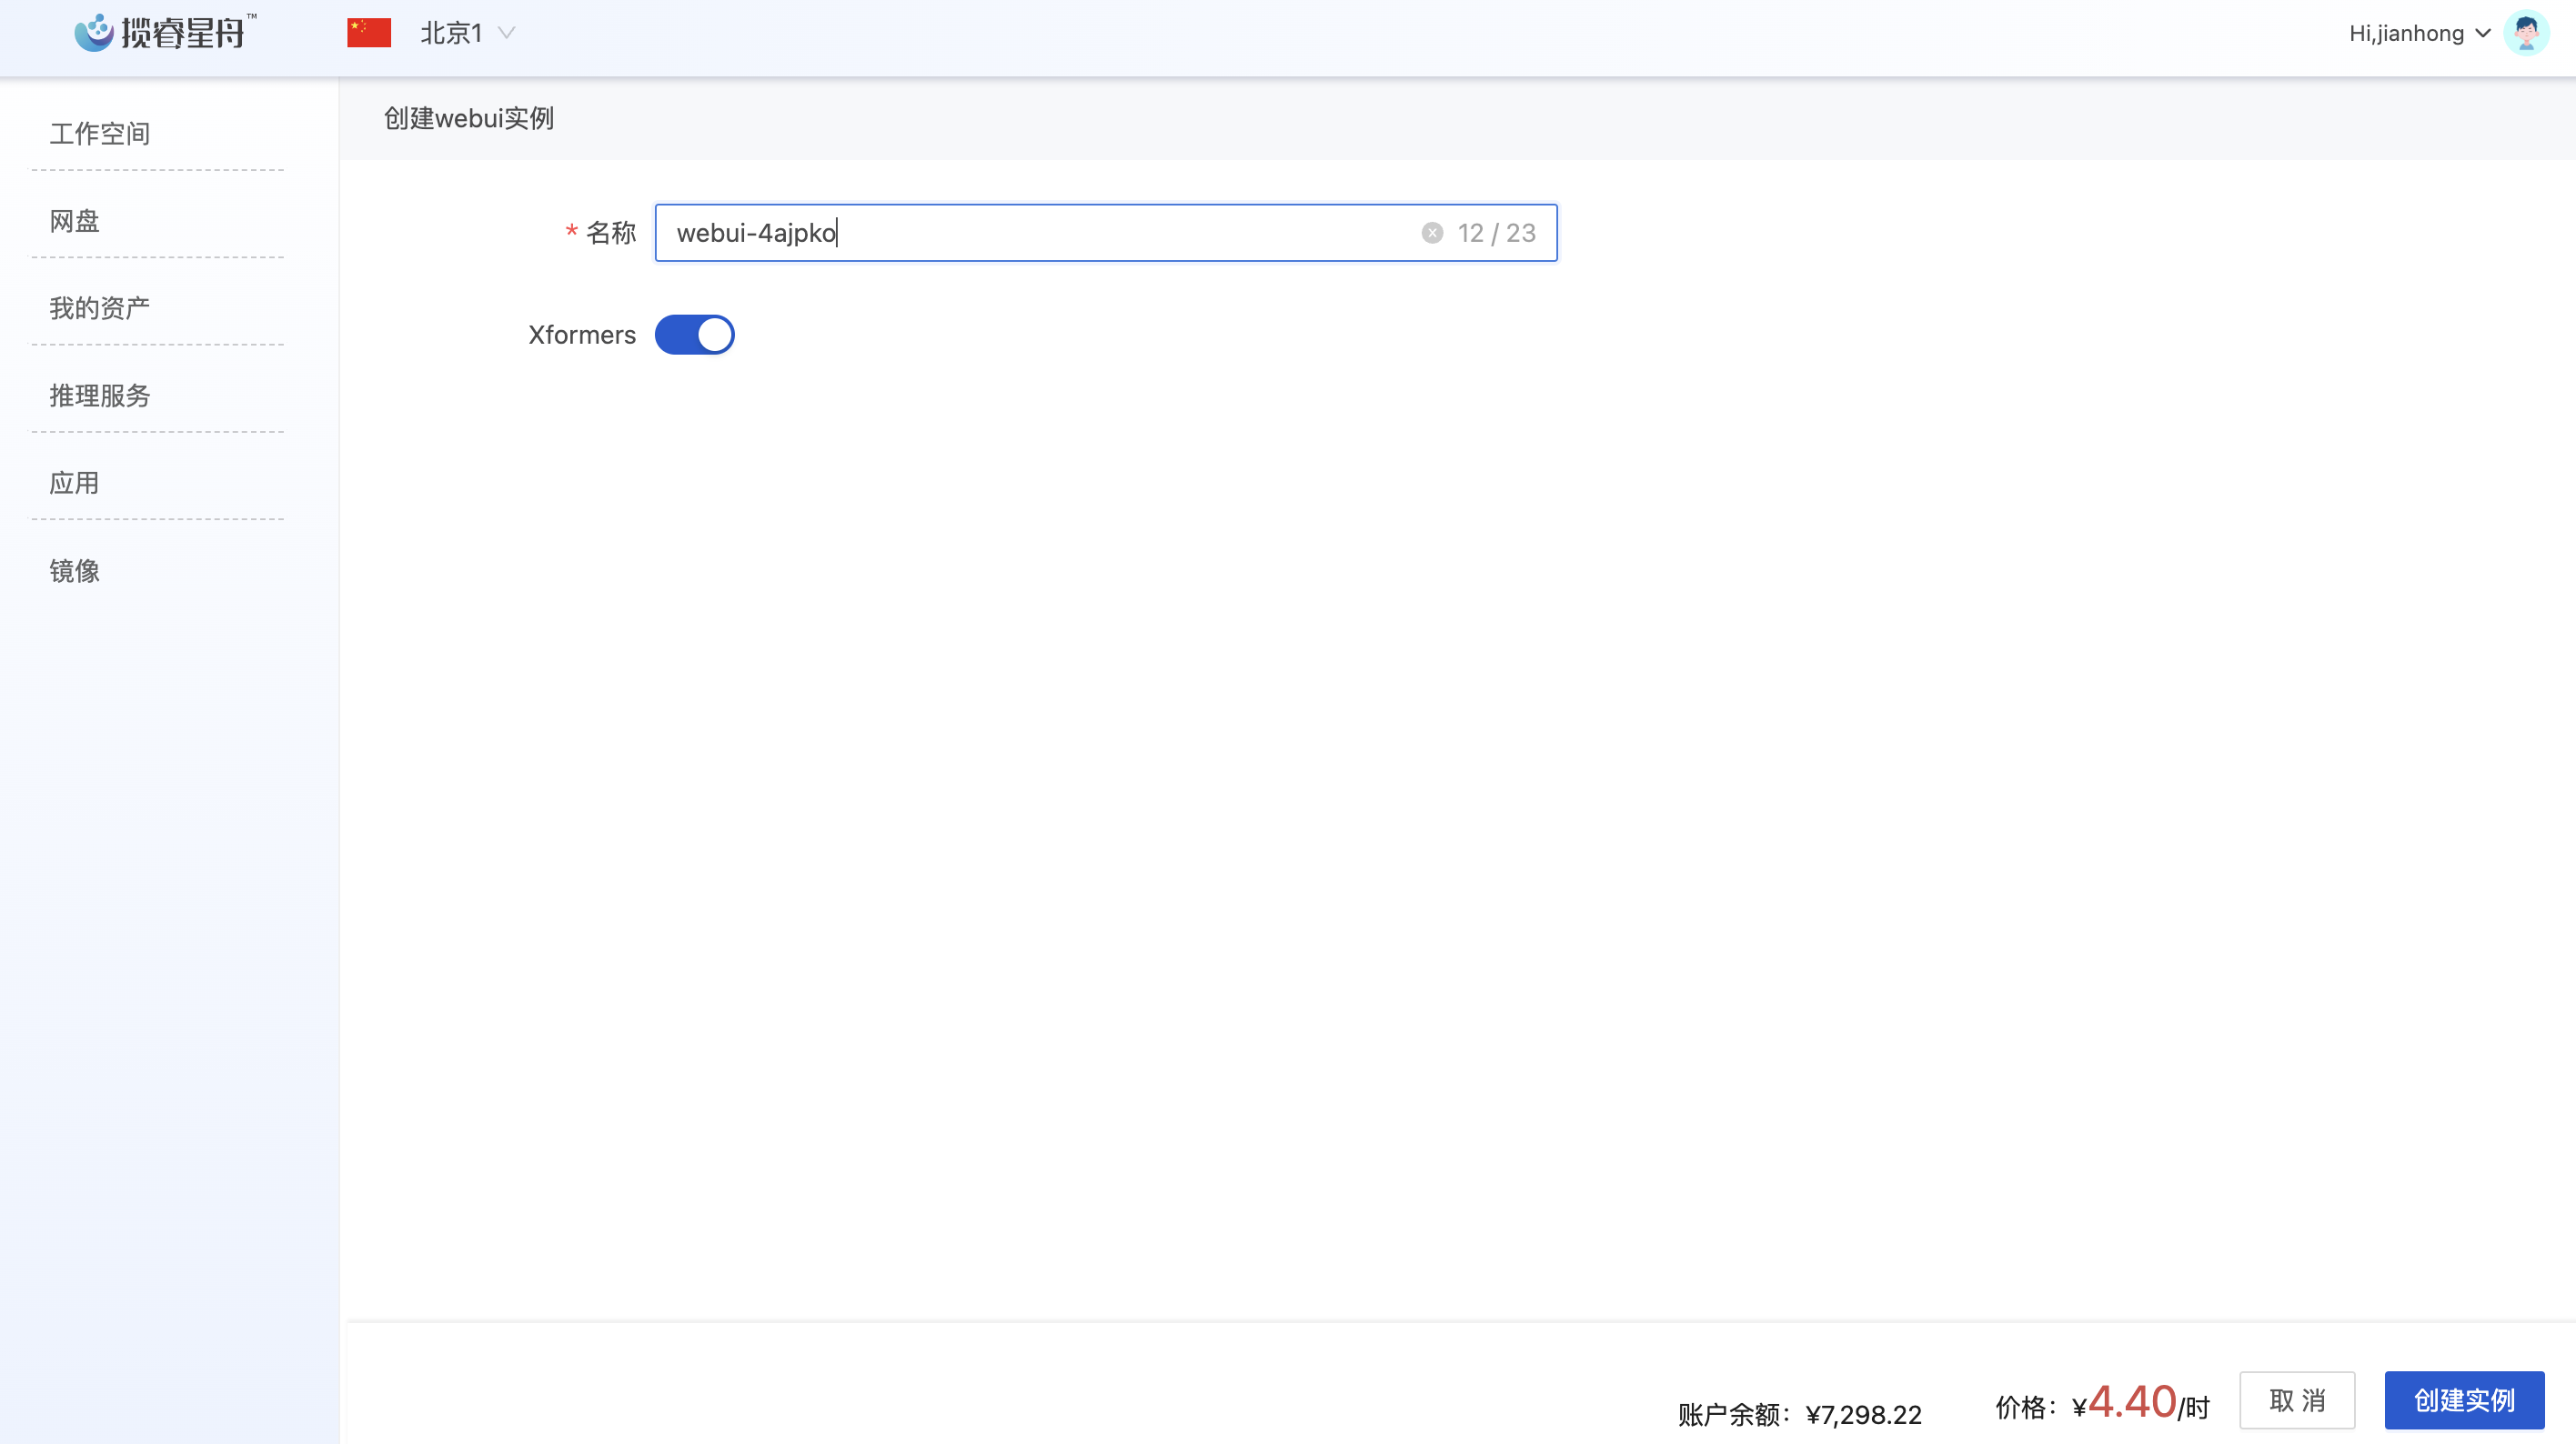 揽睿星舟™
北京1
Hi,jianhong
工作空间
网盘
我的资产
推理服务
应用
镜像
创建webui实例
* 名称 webui-4ajpko 12 / 23
Xformers
账户余额：¥7,298.22 价格：¥4.40/时 取 消 创建实例